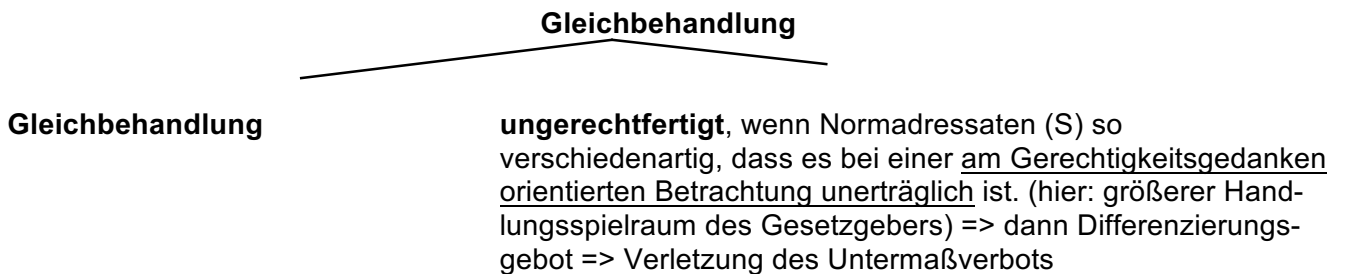 Gleichbehandlung
Gleichbehandlung
ungerechtfertigt, wenn Normadressaten (S) so
verschiedenartig, dass es bei einer am Gerechtigkeitsgedanken
orientierten Betrachtung unerträglich ist. (hier: größerer Hand-
lungsspielraum des Gesetzgebers) => dann Differenzierungs-
gebot => Verletzung des Untermaßverbots